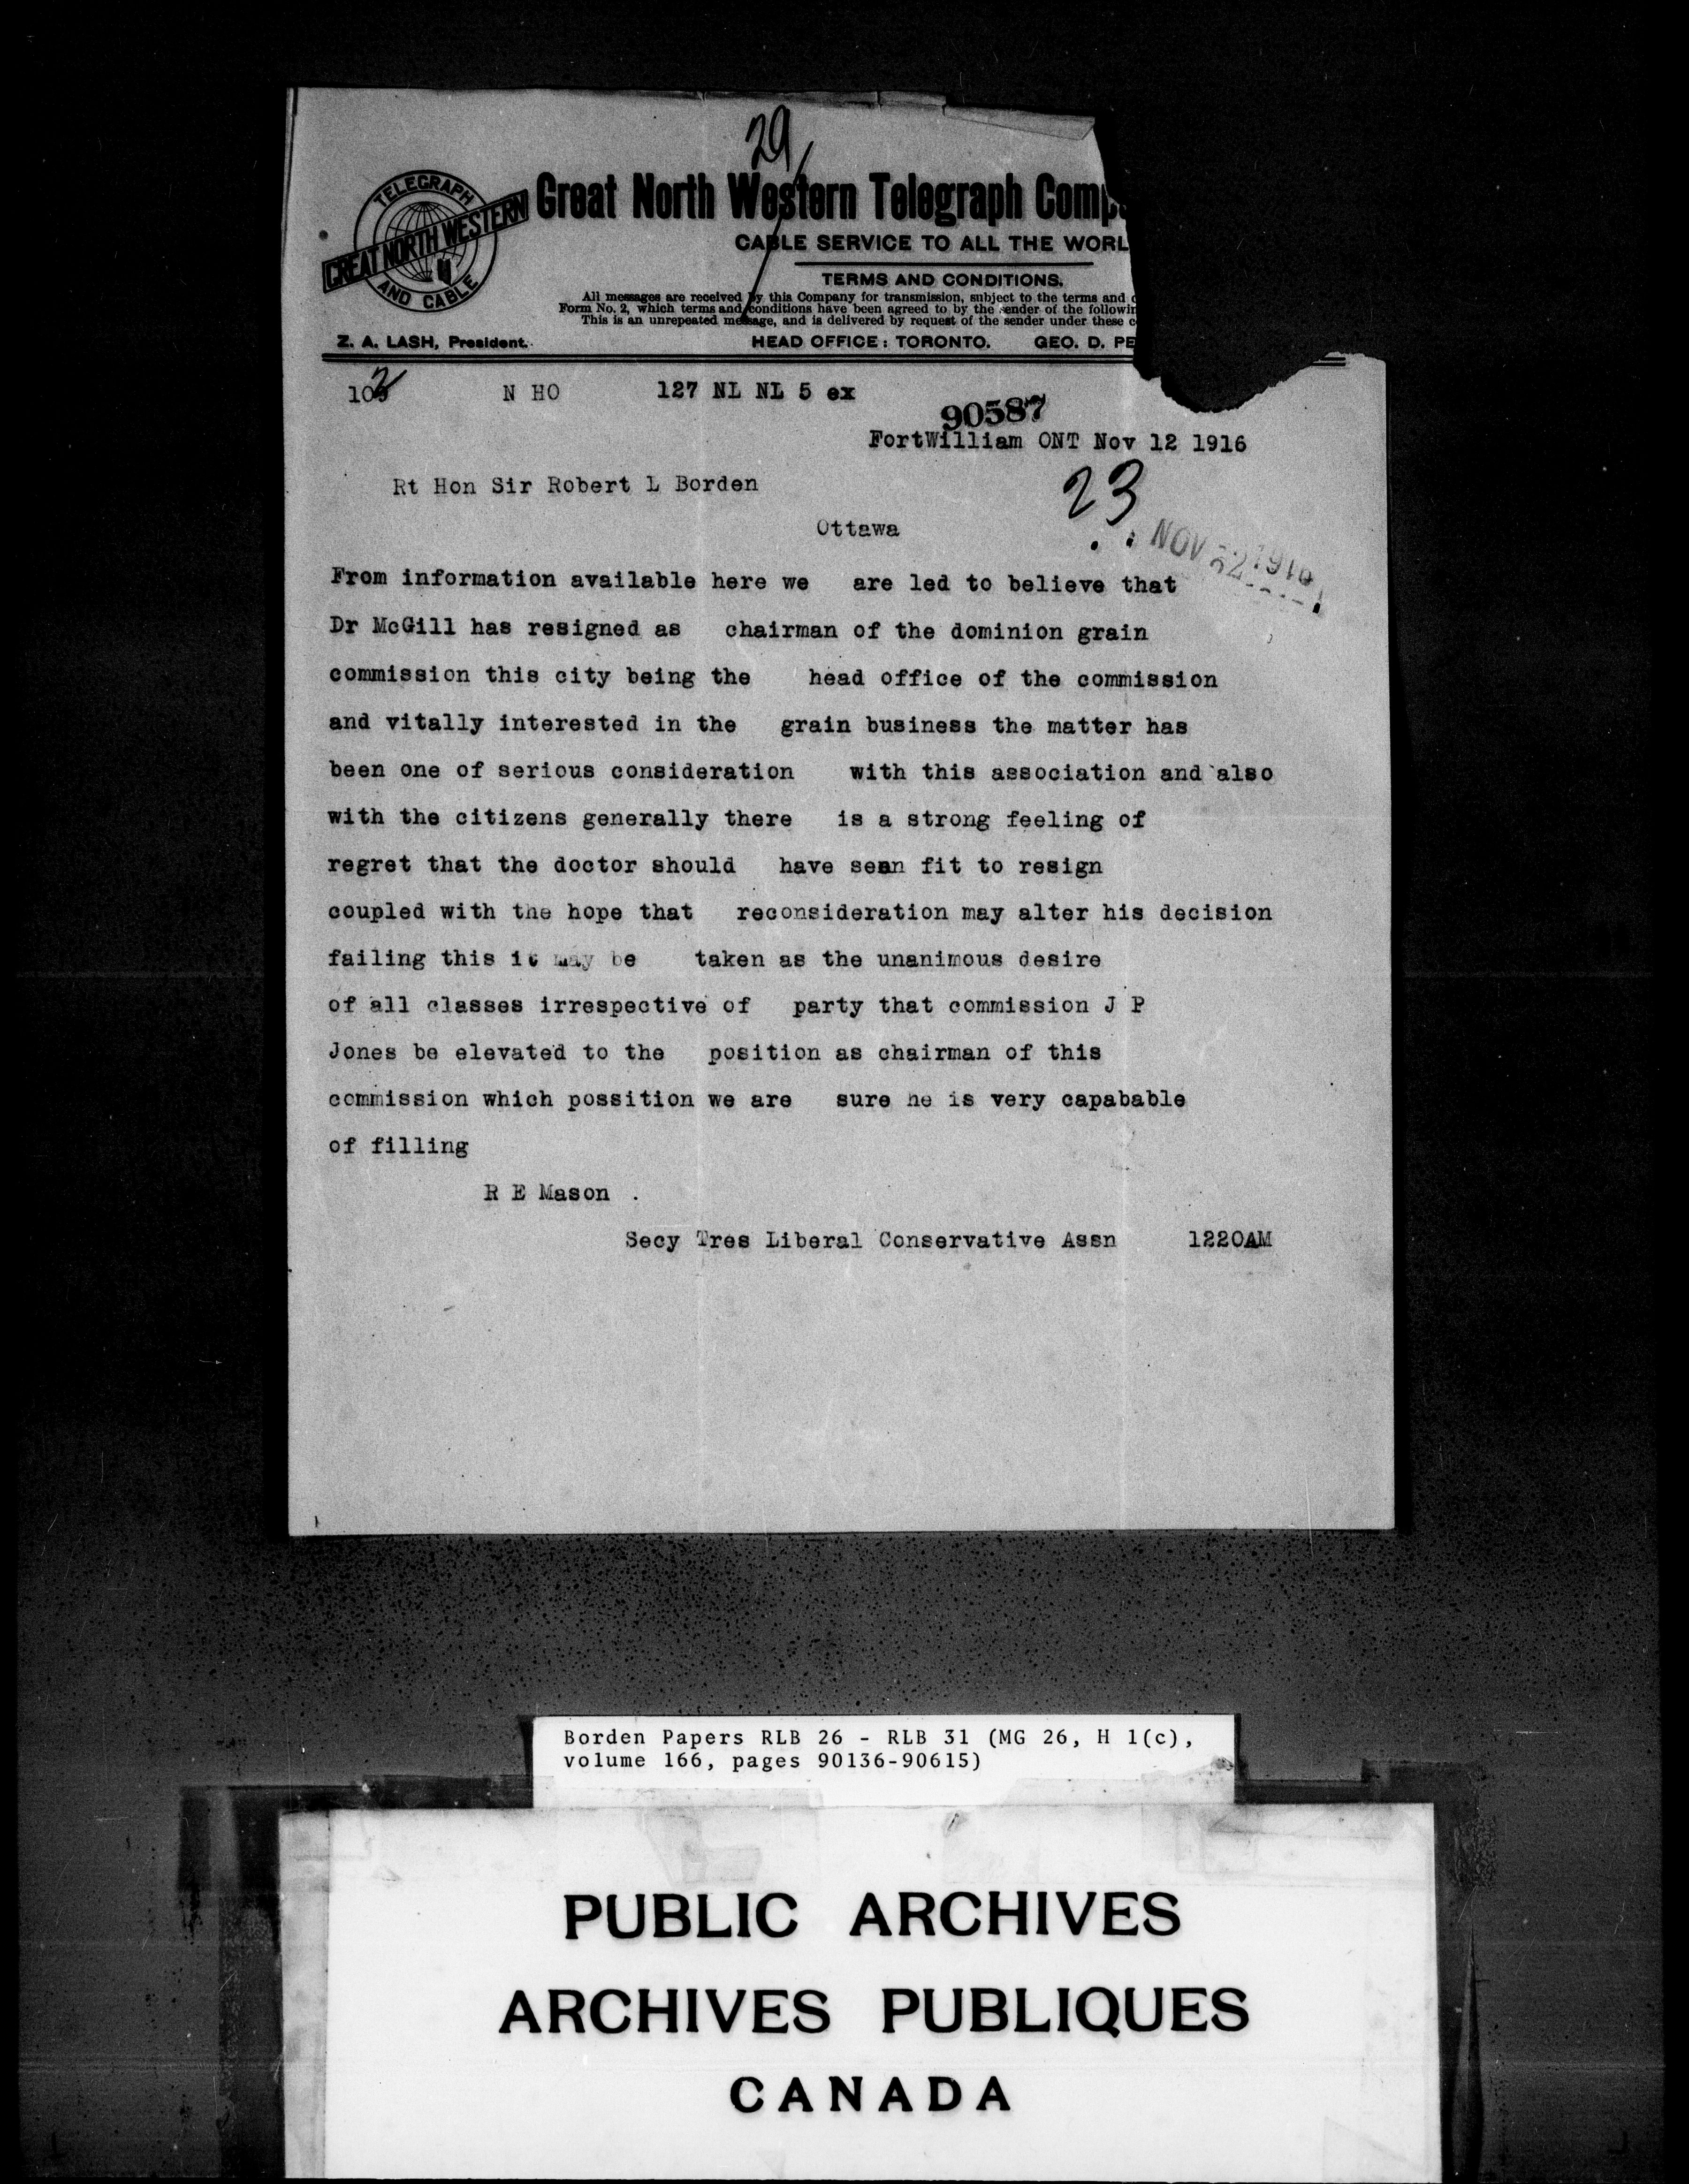 29/
TELEGRAPH
GREAT NORTH WESTERN
AND CABLE
Great North Western Telegraph Comp
CABLE SERVICE TO ALL THE WORL
TERMS AND CONDITIONS.
All messages are received by this Company for transmission, subject to the terms and c
Form No. 2, which terms and conditions have been agreed to by the sender of the followin
This is an unrepeated message, and is delivered by request of the sender under these c
Z. A. LASH, President. HEAD OFFICE: TORONTO. GEO. D. PE
102 N HO 127 NL NL 5 ex
90587
FortWilliam ONT Nov 12 1916
Rt Hon Sir Robert L Borden
23
Ottawa
NOV 22 1916
From information available here we are led to believe that
Dr McGill has resigned as chairman of the dominion grain
commission this city being the head office of the commission
and vitally interested in the grain business the matter has
been one of serious consideration with this association and also
with the citizens generally there is a strong feeling of
regret that the doctor should have seen fit to resign
coupled with the hope that reconsideration may alter his decision
failing this it may be taken as the unanimous desire
of all classes irrespective of party that commission J P
Jones be elevated to the position as chairman of this
commission which possition we are sure he is very capabable
of filling
R E Mason .
Secy Tres Liberal Conservative Assn 1220AM
Borden Papers RLB 26 - RLB 31 (MG 26, H 1(c),
volume 166, pages 90136-90615)
PUBLIC ARCHIVES
ARCHIVES PUBLIQUES
CANADA